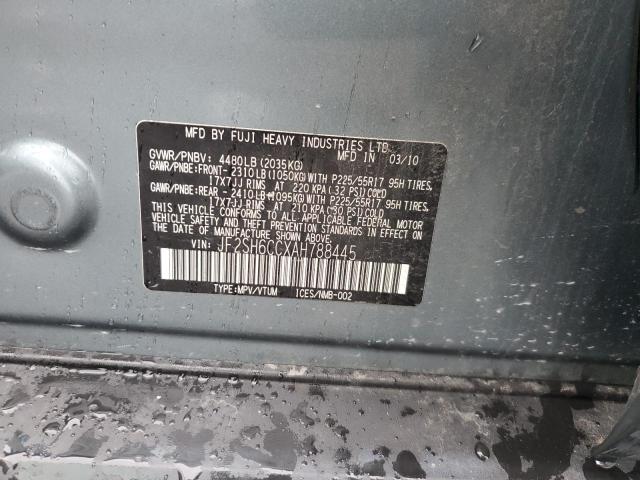 MFD BY FUJI HEAVY INDUSTRIES LTD.
GVWR/PNBV: 4480LB (2035KG) MFD IN 03/10
GAWR/PNBE:FRONT-2310LB(1050KG)WITH P225/55R17 95H TIRES,
17X7JJ RIMS AT 220 KPA( 32 PSI) COLD
GAWR/PNBE:REAR -2410LB(1095KG)WITH P225/55R17 95H TIRES,
17X7JJ RIMS AT 210 KPA( 30 PSI) COLD
THIS VEHICLE CONFORMS TO ALL APPLICABLE FEDERAL MOTOR
VEHICLE SAFETY STANDARDS IN EFFECT ON
THE DATE OF MANUFACTURE SHOWN ABOVE.
VIN: JF2SH6CCXAH788445
TYPE:MPV/VTUM ICES/NMB-002